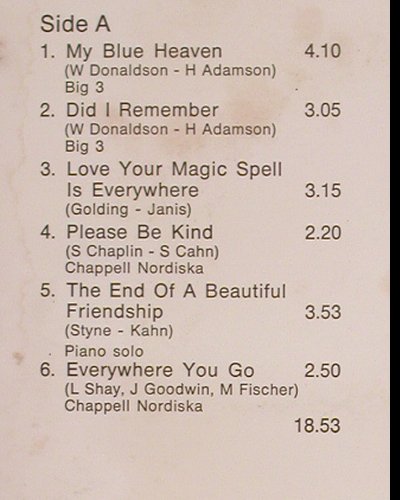 Side A
1. My Blue Heaven 4.10
(W Donaldson - H Adamson)
Big 3
2. Did I Remember 3.05
(W Donaldson - H Adamson)
Big 3
3. Love Your Magic Spell
Is Everywhere 3.15
(Golding - Janis)
4. Please Be Kind 2.20
(S Chaplin - S Cahn)
Chappell Nordiska
5. The End Of A Beautiful
Friendship 3.53
(Styne - Kahn)
Piano solo
6. Everywhere You Go 2.50
(L Shay, J Goodwin, M Fischer)
Chappell Nordiska
18.53